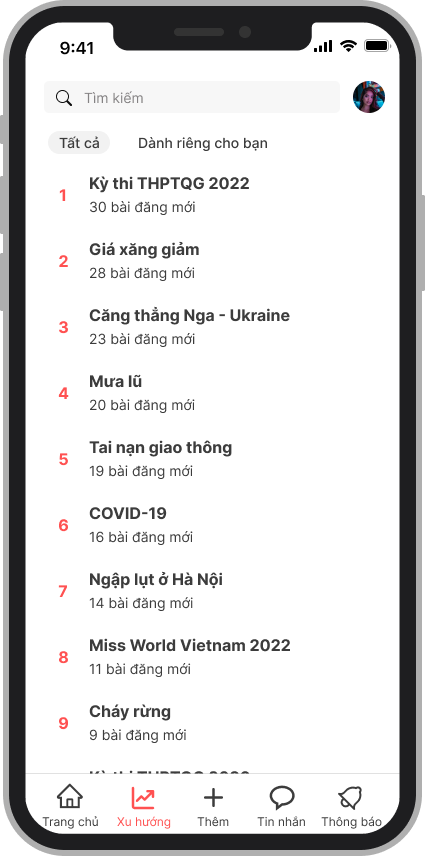 9:41
Tìm kiếm
Tất cả
Dành riêng cho bạn
1
Kỳ thi THPTQG 2022
30 bài đăng mới
2
Giá xăng giảm
28 bài đăng mới
3
Căng thẳng Nga - Ukraine
23 bài đăng mới
4
Mưa lũ
20 bài đăng mới
5
Tai nạn giao thông
19 bài đăng mới
6
COVID-19
16 bài đăng mới
7
Ngập lụt ở Hà Nội
14 bài đăng mới
8
Miss World Vietnam 2022
11 bài đăng mới
9
Cháy rừng
9 bài đăng mới
Trang chủ
Xu hướng
Thêm
Tin nhắn
Thông báo